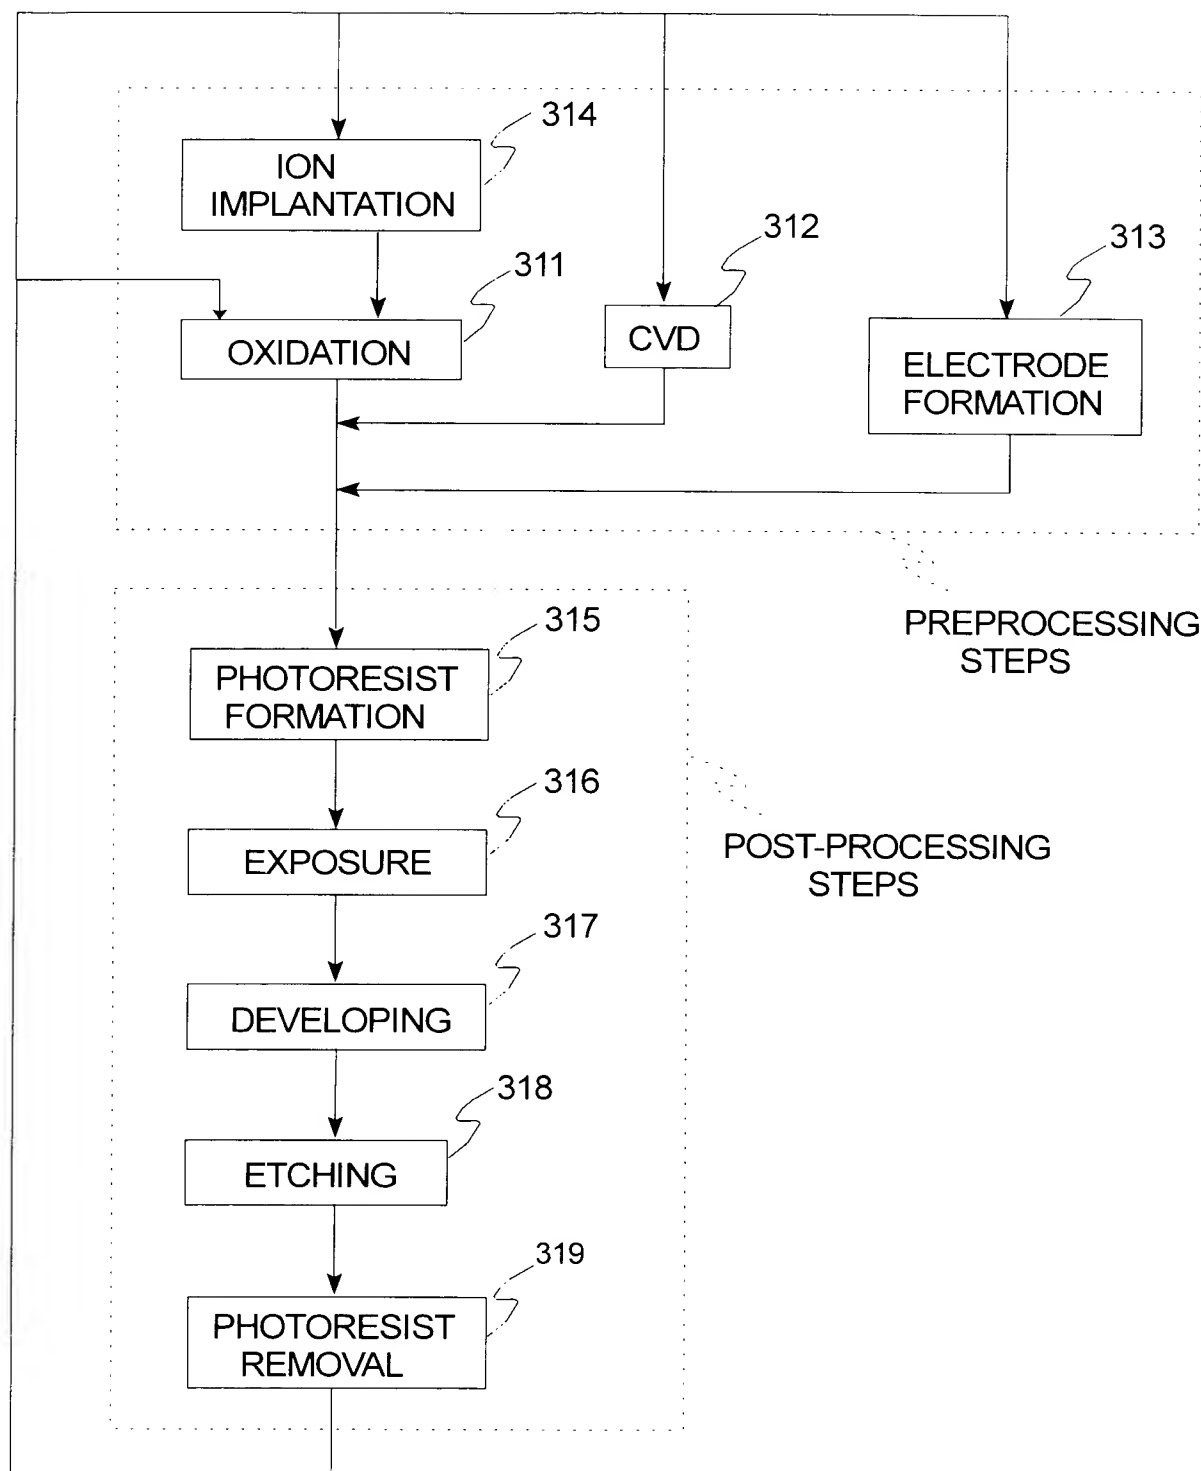 314
ION
IMPLANTATION
311
OXIDATION
312
CVD
313
ELECTRODE
FORMATION
PREPROCESSING
STEPS
315
PHOTORESIST
FORMATION
316
EXPOSURE
POST-PROCESSING
STEPS
317
DEVELOPING
318
ETCHING
319
PHOTORESIST
REMOVAL